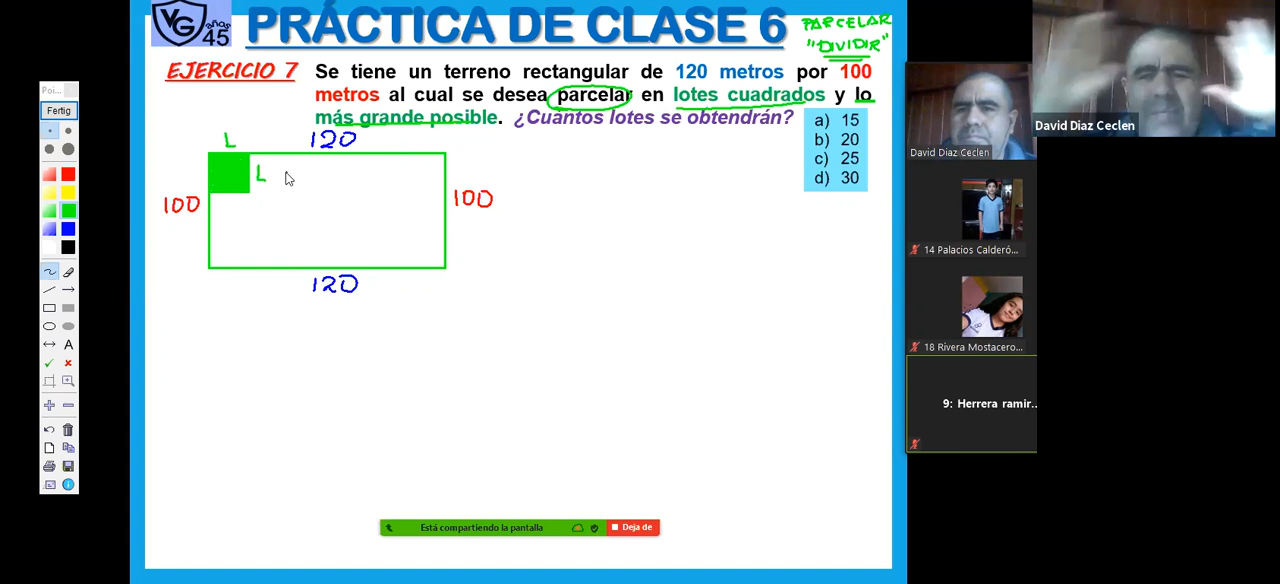 VG años 45
PRÁCTICA DE CLASE 6
PARCELAR
"DIVIDIR"
EJERCICIO 7
Se tiene un terreno rectangular de 120 metros por 100
metros al cual se desea parcelar en lotes cuadrados y lo
más grande posible. ¿Cuántos lotes se obtendrán?
a) 15
b) 20
c) 25
d) 30
L
120
L
100
100
120
Poi...
Fertig
A
Está compartiendo la pantalla
Deja de
David Diaz Ceclen
David Diaz Ceclen
14 Palacios Calderó...
18 Rivera Mostacero...
9: Herrera ramir...